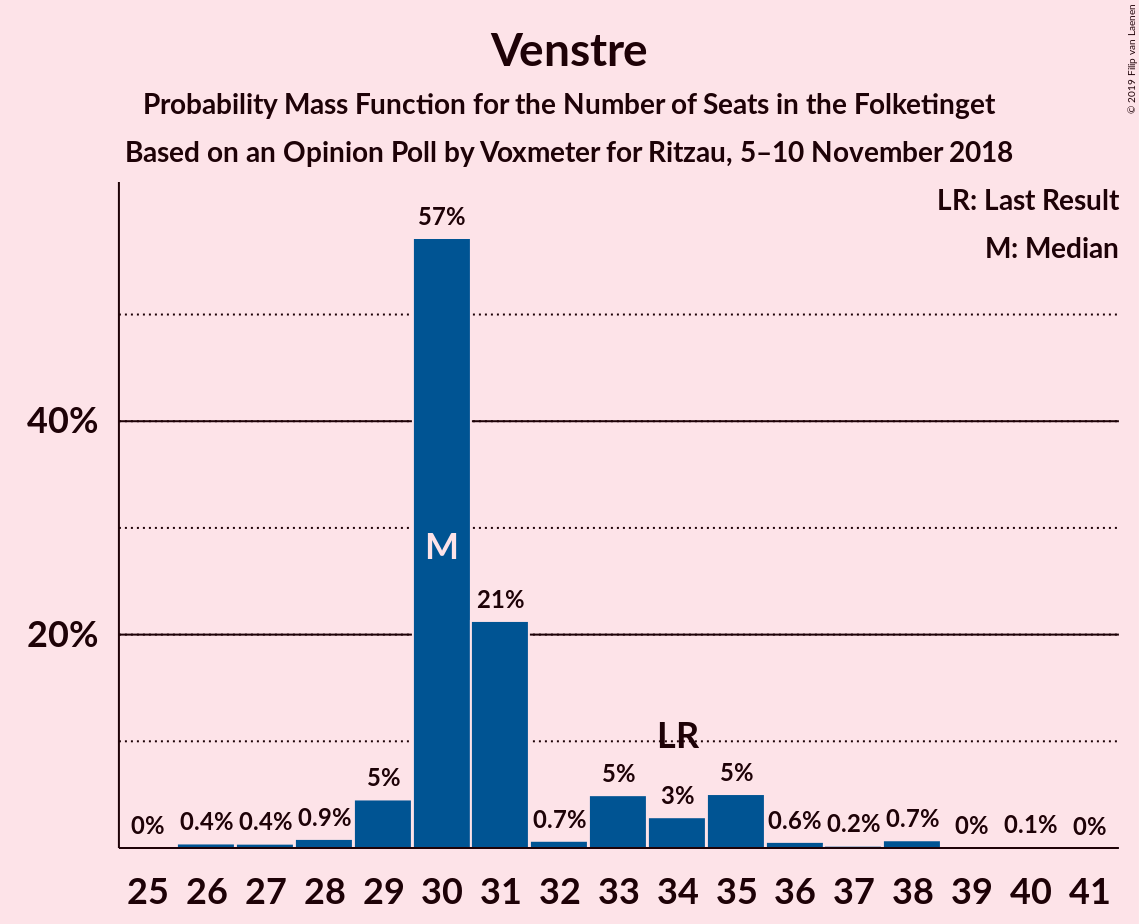 Venstre
Probability Mass Function for the Number of Seats in the Folketinget
Based on an Opinion Poll by Voxmeter for Ritzau, 5–10 November 2018
© 2019 Filip van Laenen
LR: Last Result
M: Median
40%
20%
0%
0.4%
0.4%
0.9%
5%
57%
21%
0.7%
5%
3%
5%
0.6%
0.2%
0.7%
0%
0.1%
0%
M
LR
25 26 27 28 29 30 31 32 33 34 35 36 37 38 39 40 41